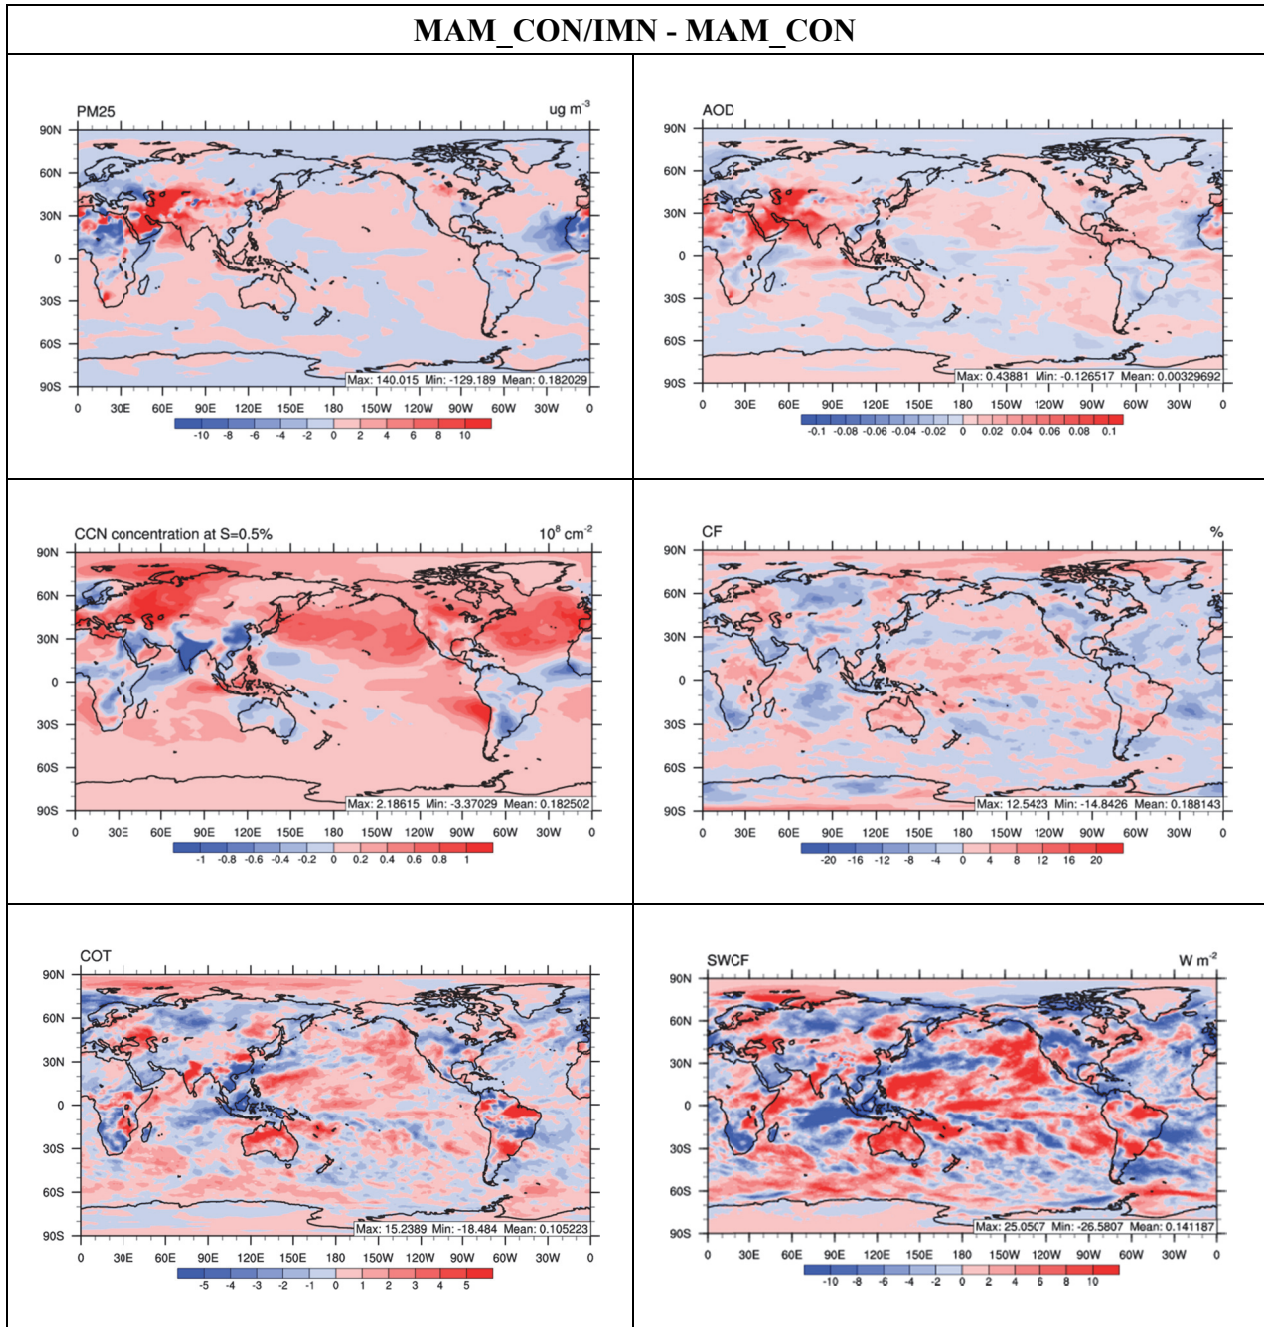 MAM_CON/IMN - MAM_CON
PM25 ug m-3
90N
60N
30N
0
30S
60S
90S
Max: 140.015 Min: -129.189 Mean: 0.182029
0 30E 60E 90E 120E 150E 180 150W 120W 90W 60W 30W 0
-10 -8 -6 -4 -2 0 2 4 6 8 10
AOD
90N
60N
30N
0
30S
60S
90S
Max: 0.43881 Min: -0.126517 Mean: 0.00329692
0 30E 60E 90E 120E 150E 180 150W 120W 90W 60W 30W 0
-0.1 -0.08 -0.06 -0.04 -0.02 0 0.02 0.04 0.06 0.08 0.1
CCN concentration at S=0.5% 10^8 cm-2
90N
60N
30N
0
30S
60S
90S
Max: 2.18615 Min: -3.37029 Mean: 0.182502
0 30E 60E 90E 120E 150E 180 150W 120W 90W 60W 30W 0
-1 -0.8 -0.6 -0.4 -0.2 0 0.2 0.4 0.6 0.8 1
CF %
90N
60N
30N
0
30S
60S
90S
Max: 12.5423 Min: -14.8426 Mean: 0.188143
0 30E 60E 90E 120E 150E 180 150W 120W 90W 60W 30W 0
-20 -16 -12 -8 -4 0 4 8 12 16 20
COT
90N
60N
30N
0
30S
60S
90S
Max: 15.2389 Min: -18.484 Mean: 0.105223
0 30E 60E 90E 120E 150E 180 150W 120W 90W 60W 30W 0
-5 -4 -3 -2 -1 0 1 2 3 4 5
SWCF W m-2
90N
60N
30N
0
30S
60S
90S
Max: 25.0507 Min: -26.5807 Mean: 0.141187
0 30E 60E 90E 120E 150E 180 150W 120W 90W 60W 30W 0
-10 -8 -6 -4 -2 0 2 4 6 8 10